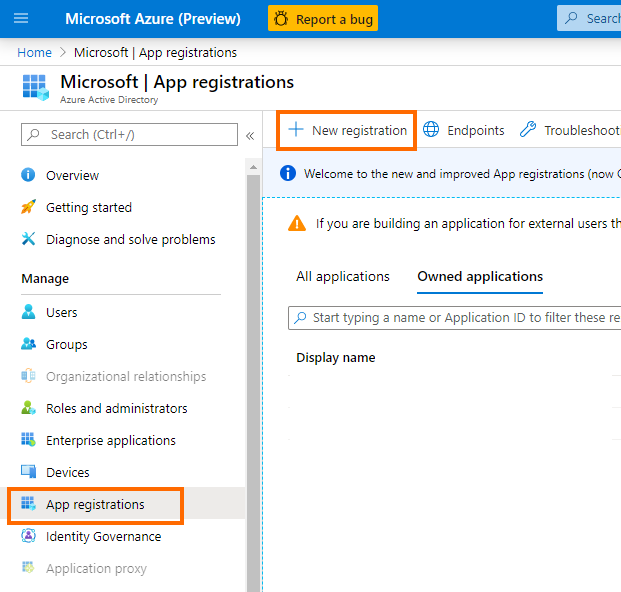 Microsoft Azure (Preview)
Report a bug
Search
Home > Microsoft | App registrations
Microsoft | App registrations
Azure Active Directory
Search (Ctrl+/)
«
New registration
Endpoints
Troubleshooti
Overview
Getting started
Diagnose and solve problems
Manage
Users
Groups
Organizational relationships
Roles and administrators
Enterprise applications
Devices
App registrations
Identity Governance
Application proxy
Welcome to the new and improved App registrations (now G
If you are building an application for external users th
All applications
Owned applications
Start typing a name or Application ID to filter these re
Display name